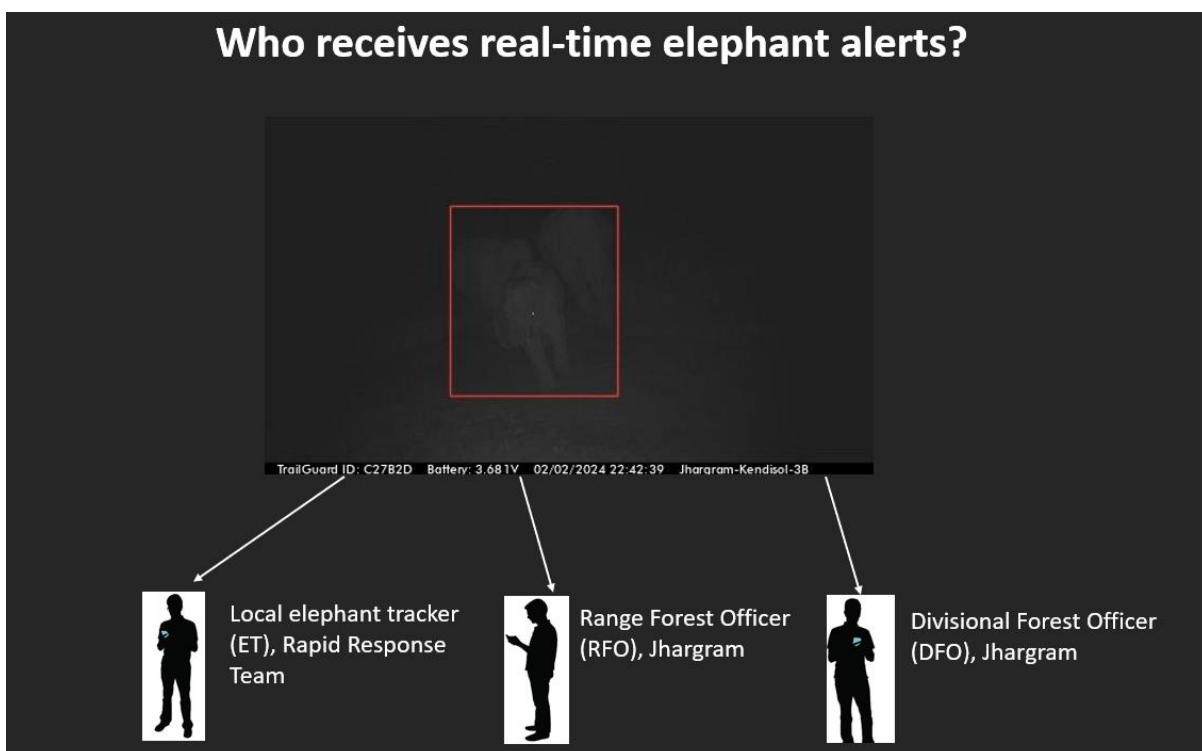 Who receives real-time elephant alerts?
TrailGuard ID: C27B2D Battery: 3.681V 02/02/2024 22:42:39 Jhargram-Kendisol-3B
Local elephant tracker
(ET), Rapid Response
Team
Range Forest Officer
(RFO), Jhargram
Divisional Forest Officer
(DFO), Jhargram